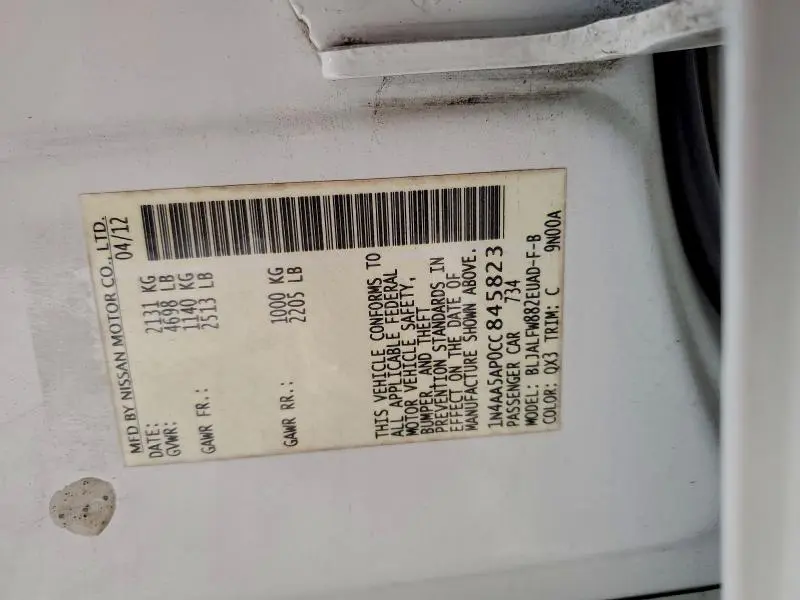 MFD BY NISSAN MOTOR CO., LTD.
DATE: 04/12
GVWR: 2131 KG
4698 LB
GAWR FR.: 1140 KG
2513 LB
GAWR RR.: 1000 KG
2205 LB
THIS VEHICLE CONFORMS TO
ALL APPLICABLE FEDERAL
MOTOR VEHICLE SAFETY,
BUMPER, AND THEFT
PREVENTION STANDARDS IN
EFFECT ON THE DATE OF
MANUFACTURE SHOWN ABOVE.
1N4AA5AP0CC845823
PASSENGER CAR 734
MODEL: BLJALFW882EUAD-F-B
COLOR: QX3 TRIM: C 9N00A